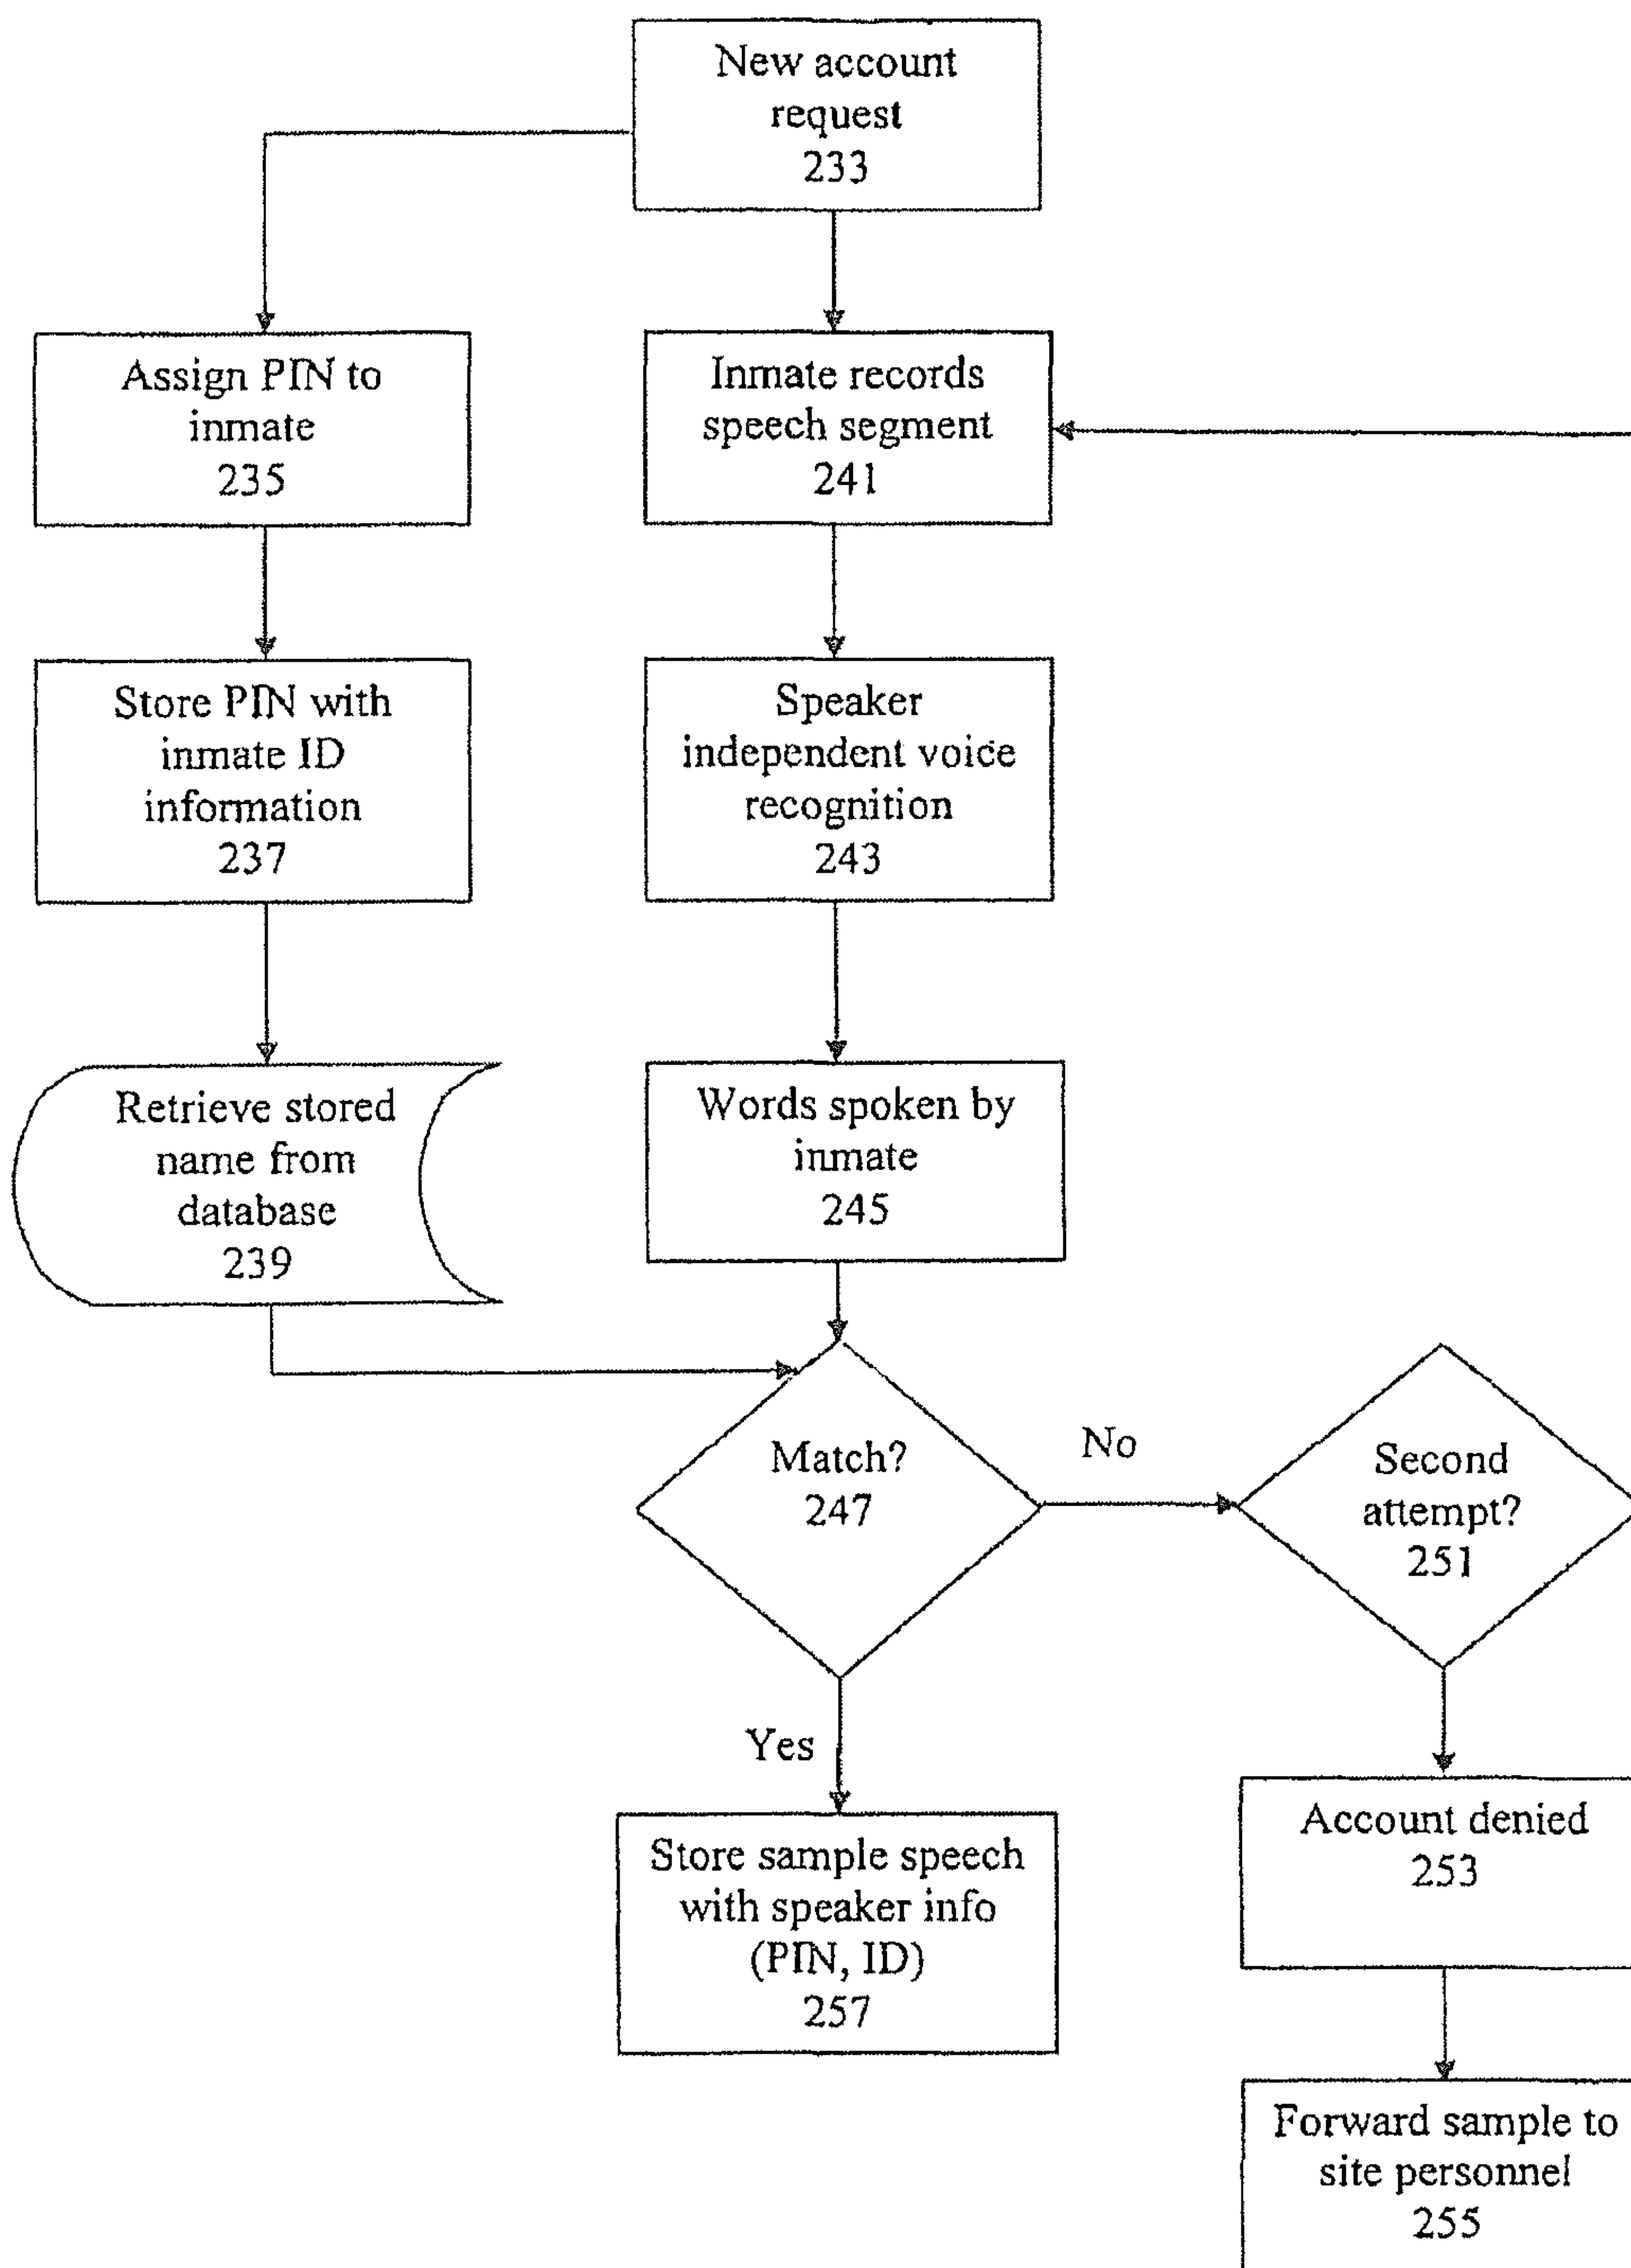 New account
request
233
Assign PIN to
inmate
235
Inmate records
speech segment
241
Store PIN with
inmate ID
information
237
Speaker
independent voice
recognition
243
Retrieve stored
name from
database
239
Words spoken by
inmate
245
Match?
247
No
Second
attempt?
251
Yes
Store sample speech
with speaker info
(PIN, ID)
257
Account denied
253
Forward sample to
site personnel
255